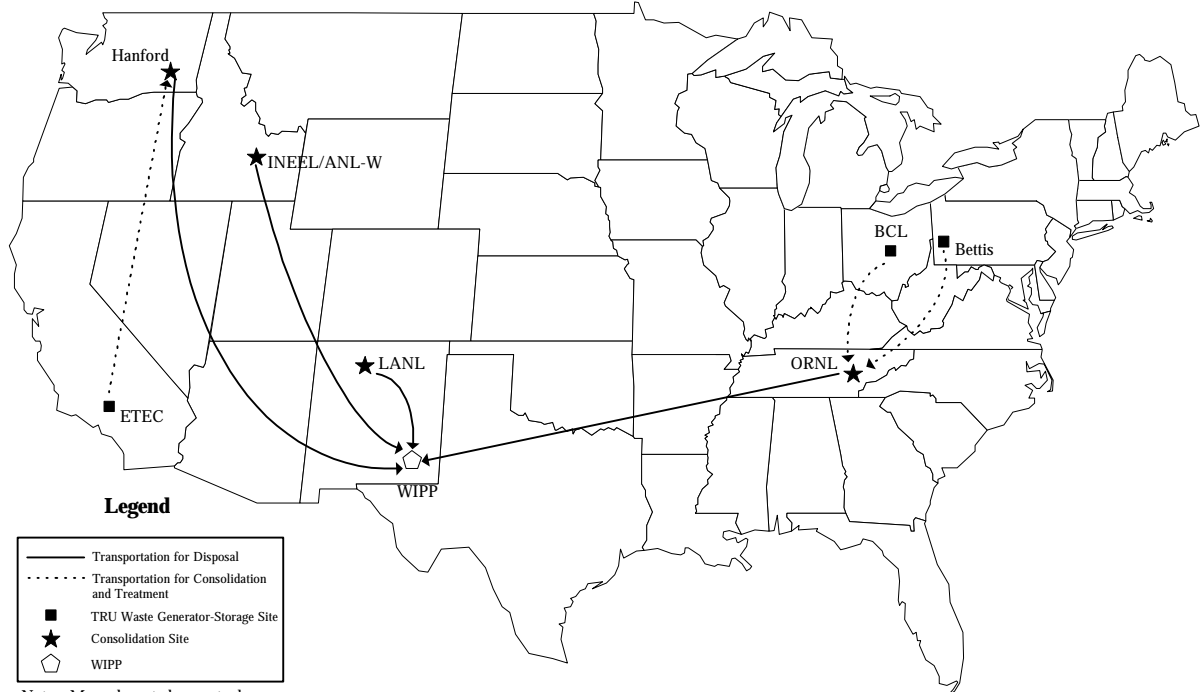 Hanford
INEEL/ANL-W
BCL
Bettis
LANL
ORNL
ETEC
WIPP
Legend
Transportation for Disposal
Transportation for Consolidation
and Treatment
TRU Waste Generator-Storage Site
Consolidation Site
WIPP